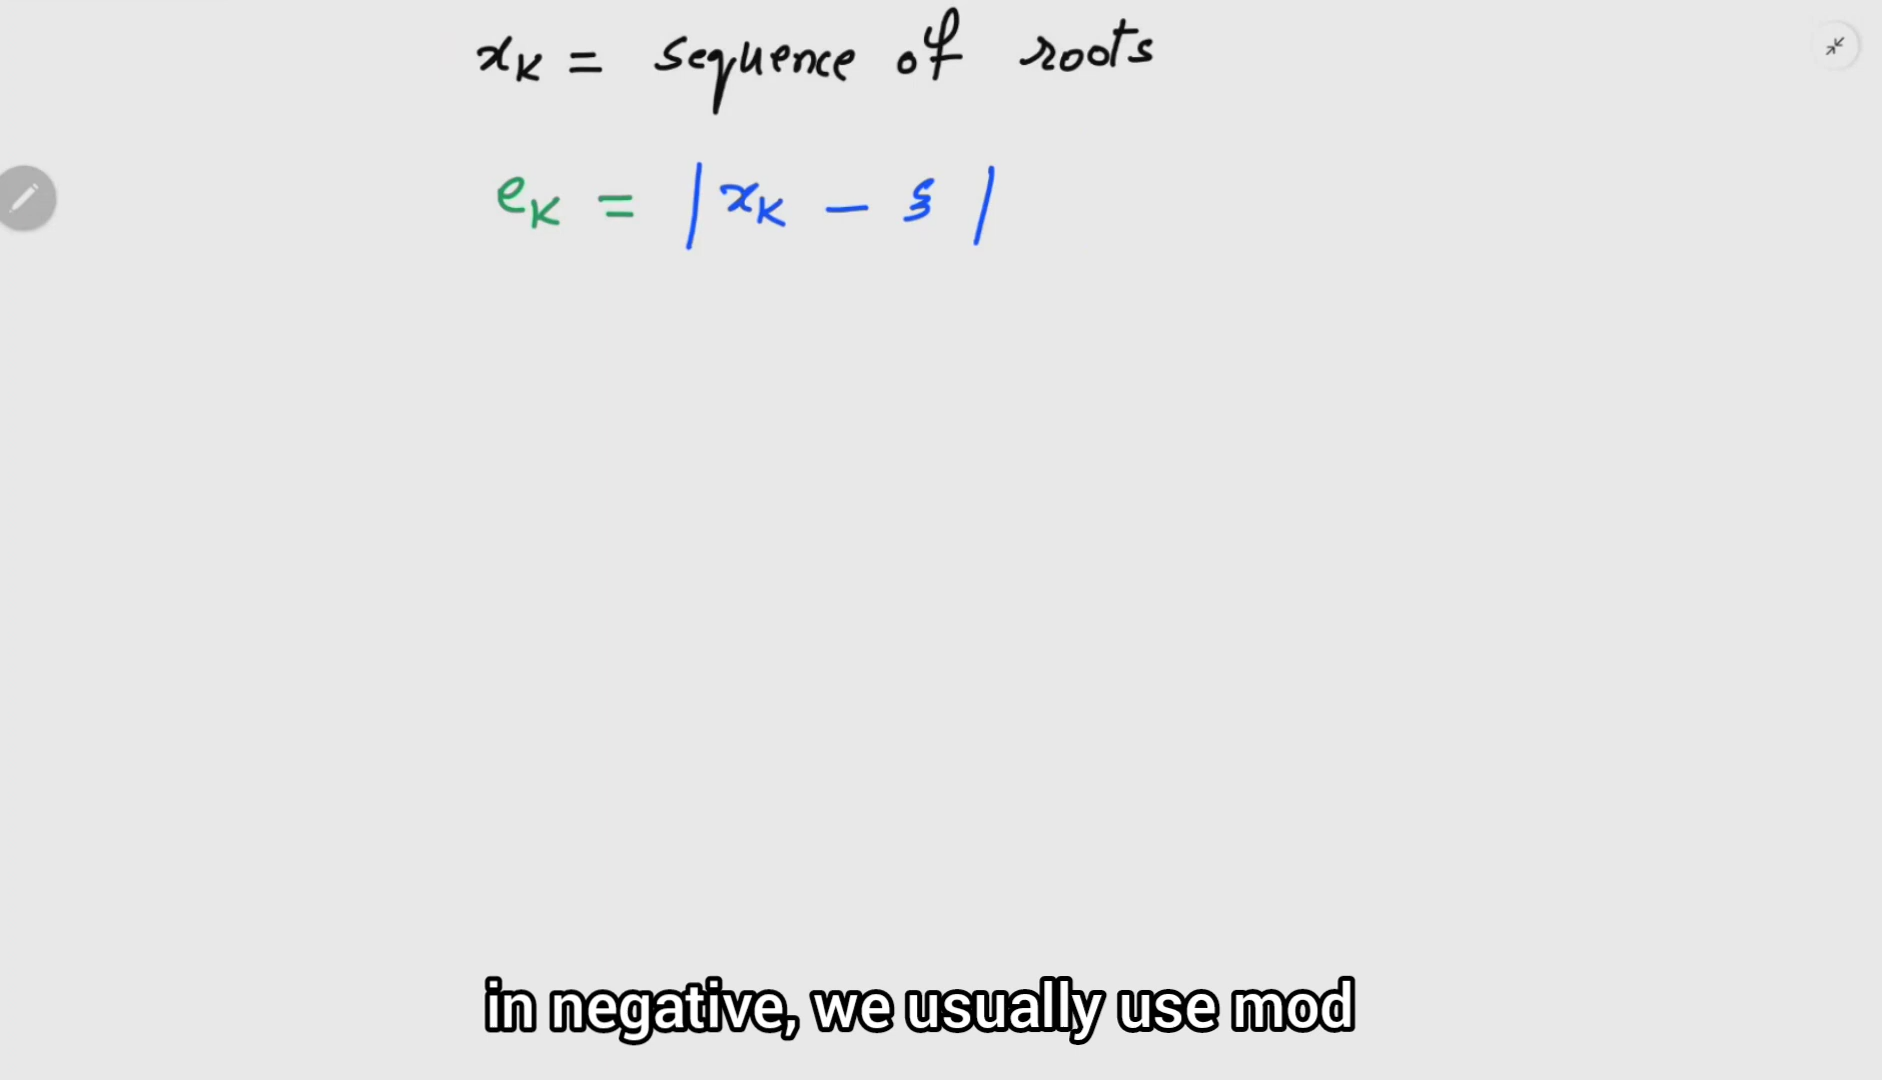 xₖ = sequence of roots
eₖ = | xₖ – ξ |
in negative, we usually use mod